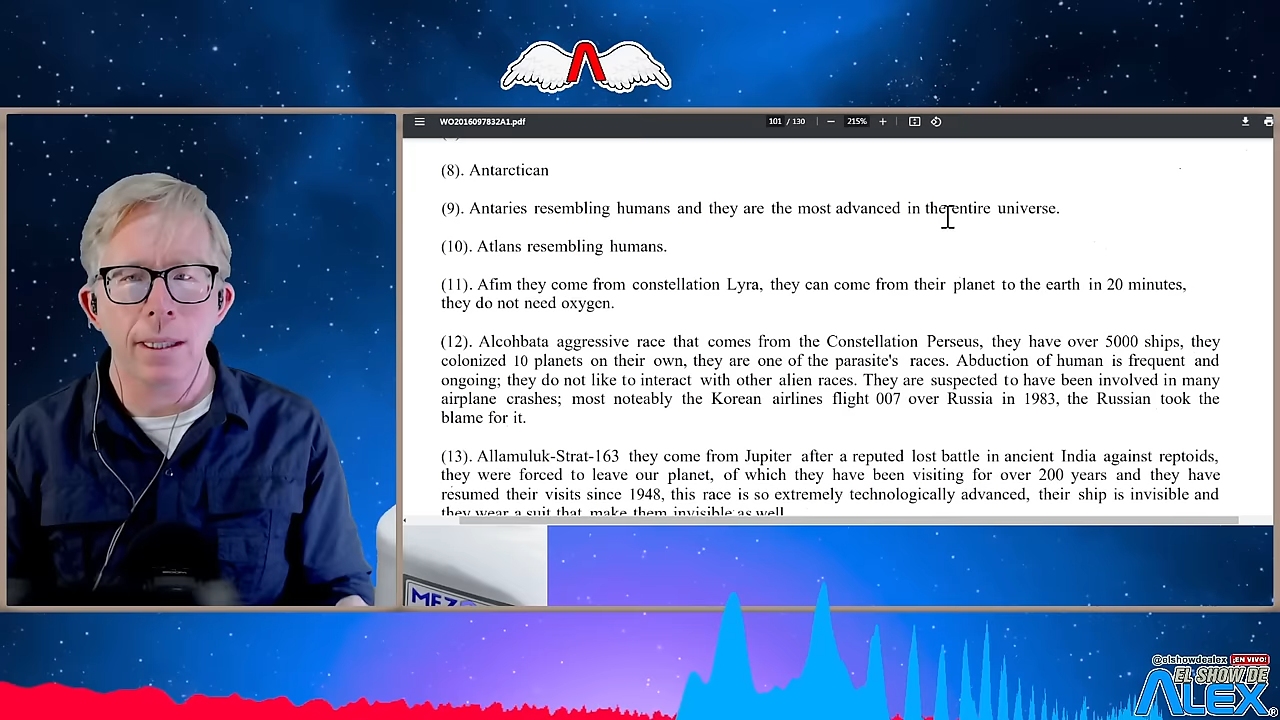 WO2016097832A1.pdf
101 / 130
215%
(8). Antarctican
(9). Antaries resembling humans and they are the most advanced in the entire universe.
(10). Atlans resembling humans.
(11). Afim they come from constellation Lyra, they can come from their planet to the earth in 20 minutes,
they do not need oxygen.
(12). Alcohbata aggressive race that comes from the Constellation Perseus, they have over 5000 ships, they
colonized 10 planets on their own, they are one of the parasite's races. Abduction of human is frequent and
ongoing; they do not like to interact with other alien races. They are suspected to have been involved in many
airplane crashes; most noteably the Korean airlines flight 007 over Russia in 1983, the Russian took the
blame for it.
(13). Allamuluk-Strat-163 they come from Jupiter after a reputed lost battle in ancient India against reptoids,
they were forced to leave our planet, of which they have been visiting for over 200 years and they have
resumed their visits since 1948, this race is so extremely technologically advanced, their ship is invisible and
they wear a suit that make them invisible as well
@elshowdealex ¡EN VIVO!
EL SHOW DE
ALEX